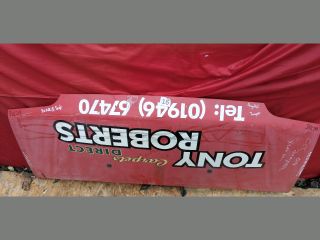 TONY
ROBERTS
Carpets
DIRECT
Tel: (01946) 67470